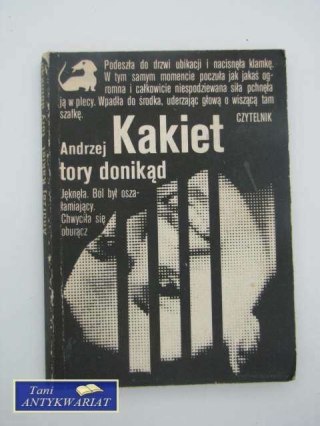 Podeszła do drzwi ubikacji i nacisnęła klamkę.
W tym samym momencie poczuła jak jakaś og-
romna i całkowicie niespodziewana siła pchnęła
ją w plecy. Wpadła do środka, uderzając głową o wiszącą tam
szafkę.
CZYTELNIK
Andrzej Kakiet
tory donikąd
Jęknęła. Ból był osza-
łamiający.
Chwyciła się
oburącz
Tani
ANTYKWARIAT